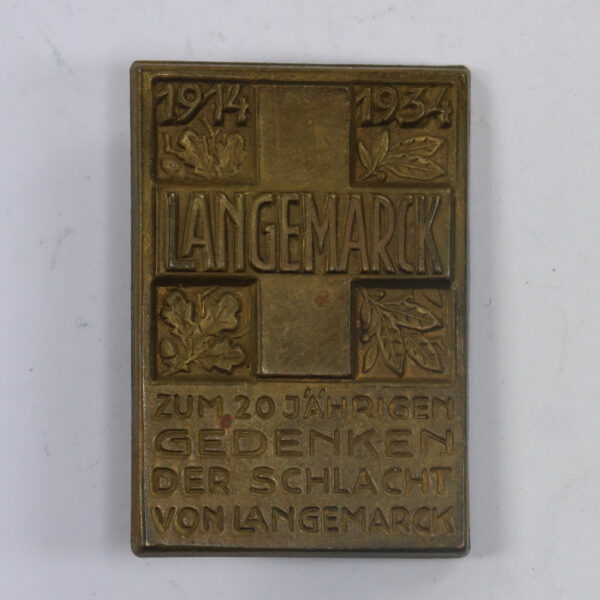 1914 1934
LANGEMARCK
ZUM 20 JÄHRIGEN
GEDENKEN
DER SCHLACHT
VON LANGEMARCK